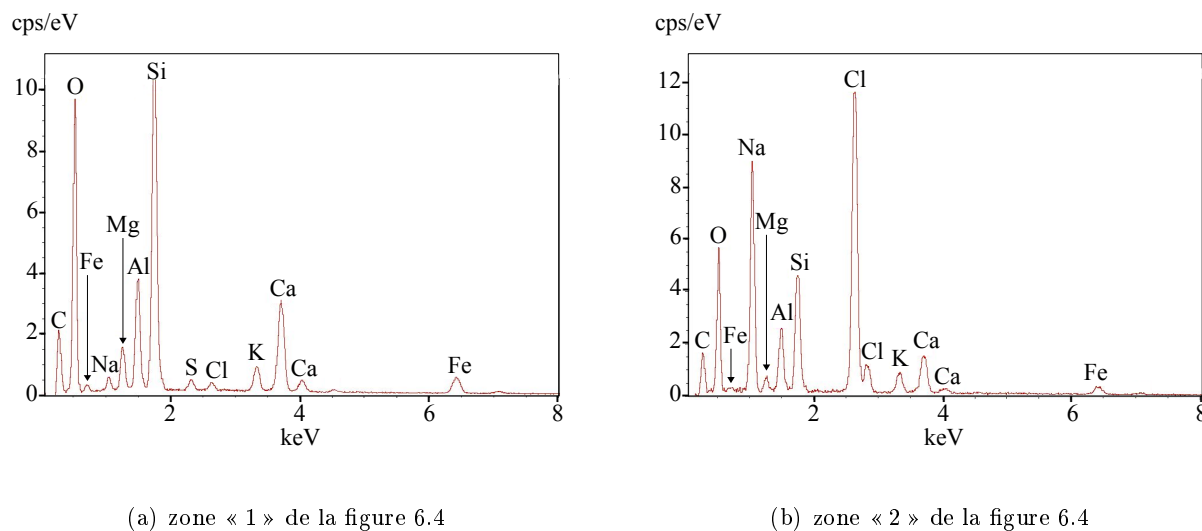 cps/eV
10
8
6
4
2
0
C
O
Fe
Na
Mg
Al
Si
S
Cl
K
Ca
Ca
Fe
2
4
6
8
keV
(a) zone « 1 » de la figure 6.4
cps/eV
12
10
8
6
4
2
0
C
O
Fe
Na
Mg
Al
Si
Cl
Cl
K
Ca
Ca
Fe
2
4
6
8
keV
(b) zone « 2 » de la figure 6.4